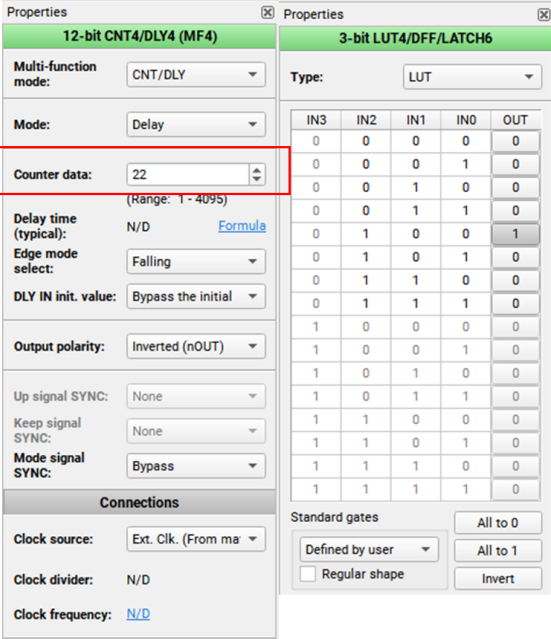 Properties
12-bit CNT4/DLY4 (MF4)
Multi-function
mode:
CNT/DLY
Mode:
Delay
Counter data:
22
(Range: 1 - 4095)
Delay time
(typical):
N/D
Formula
Edge mode
select:
Falling
DLY IN init. value:
Bypass the initial
Output polarity:
Inverted (nOUT)
Up signal SYNC:
None
Keep signal
SYNC:
None
Mode signal
SYNC:
Bypass
Connections
Clock source:
Ext. Clk. (From ma
Clock divider:
N/D
Clock frequency:
N/D
Properties
3-bit LUT4/DFF/LATCH6
Type:
LUT
IN3 IN2 IN1 IN0 OUT
0 0 0 0 0
0 0 0 1 0
0 0 1 0 0
0 0 1 1 0
0 1 0 0 1
0 1 0 1 0
0 1 1 0 0
0 1 1 1 0
1 0 0 0 0
1 0 0 1 0
1 0 1 0 0
1 0 1 1 0
1 1 0 0 0
1 1 0 1 0
1 1 1 0 0
1 1 1 1 0
Standard gates
Defined by user
Regular shape
All to 0
All to 1
Invert